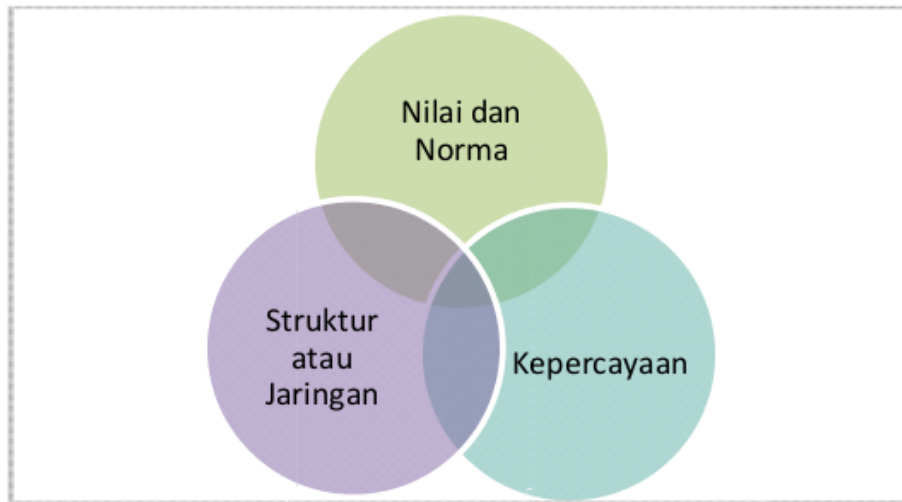 Nilai dan
Norma
Struktur
atau
Jaringan
Kepercayaan